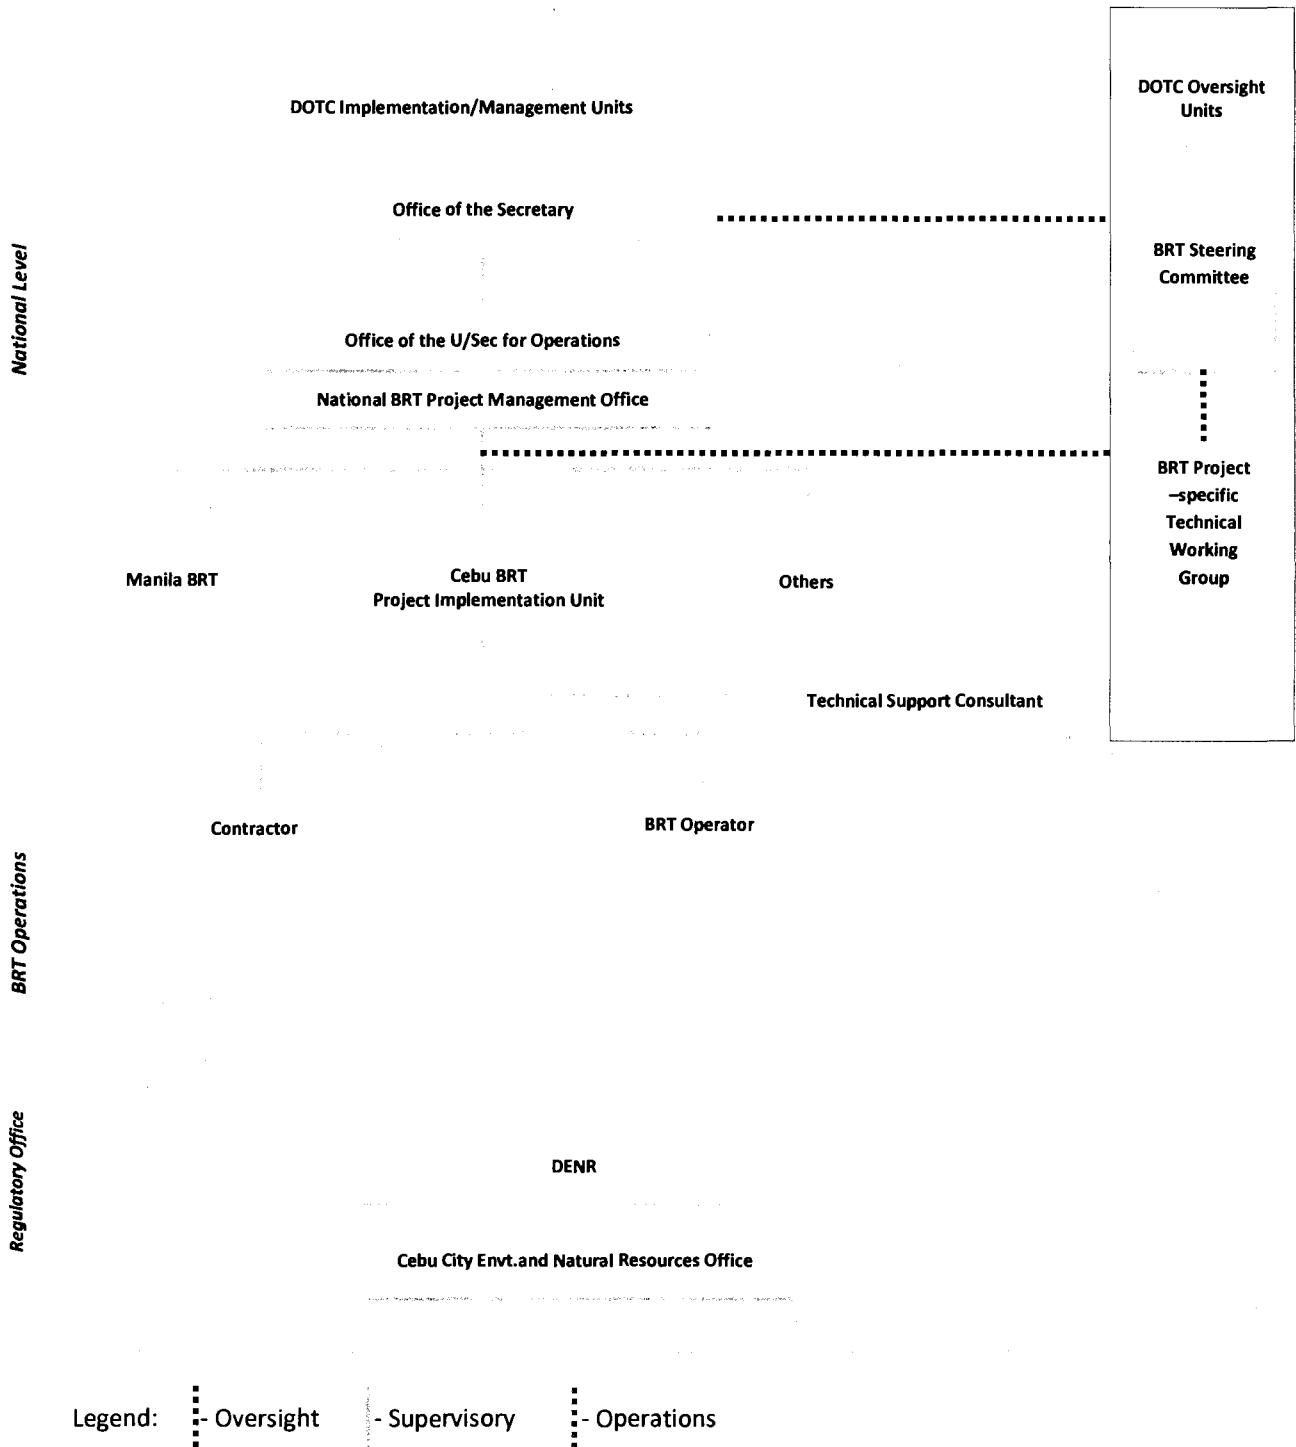 DOTC Implementation/Management Units
DOTC Oversight
Units
Office of the Secretary
National Level
BRT Steering
Committee
Office of the U/Sec for Operations
National BRT Project Management Office
BRT Project
–specific
Technical
Working
Group
Manila BRT
Cebu BRT
Project Implementation Unit
Others
Technical Support Consultant
Contractor
BRT Operator
BRT Operations
Regulatory Office
DENR
Cebu City Envt.and Natural Resources Office
Legend: - Oversight - Supervisory - Operations